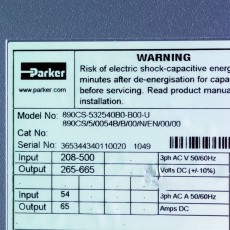 WARNING
Parker
www.parker.com
Risk of electric shock-capacitive energ
minutes after de-energisation for capa
before servicing. Read product manua
installation.
Model No: 890CS-532540B0-B00-U
890CS/5/0054B/B/00/N/EN/00/00
Cat No:
Serial No: 365344340110020 1049
Input 208-500 3ph AC V 50/60Hz
Output 265-665 Volts DC (+/-10%)
Input 54 3ph AC A 50/60Hz
Output 65 Amps DC